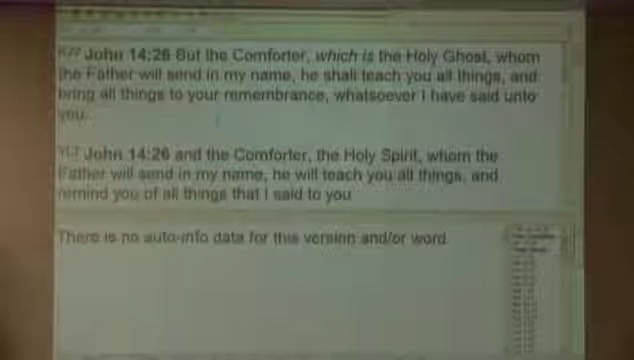 John 14:26 But the Comforter, which is the Holy Ghost, whom
the Father will send in my name, he shall teach you all things, and
bring all things to your remembrance, whatsoever I have said unto
you.
John 14:26 and the Comforter, the Holy Spirit, whom the
Father will send in my name, he will teach you all things, and
remind you of all things that I said to you
There is no auto-info data for this version and/or word